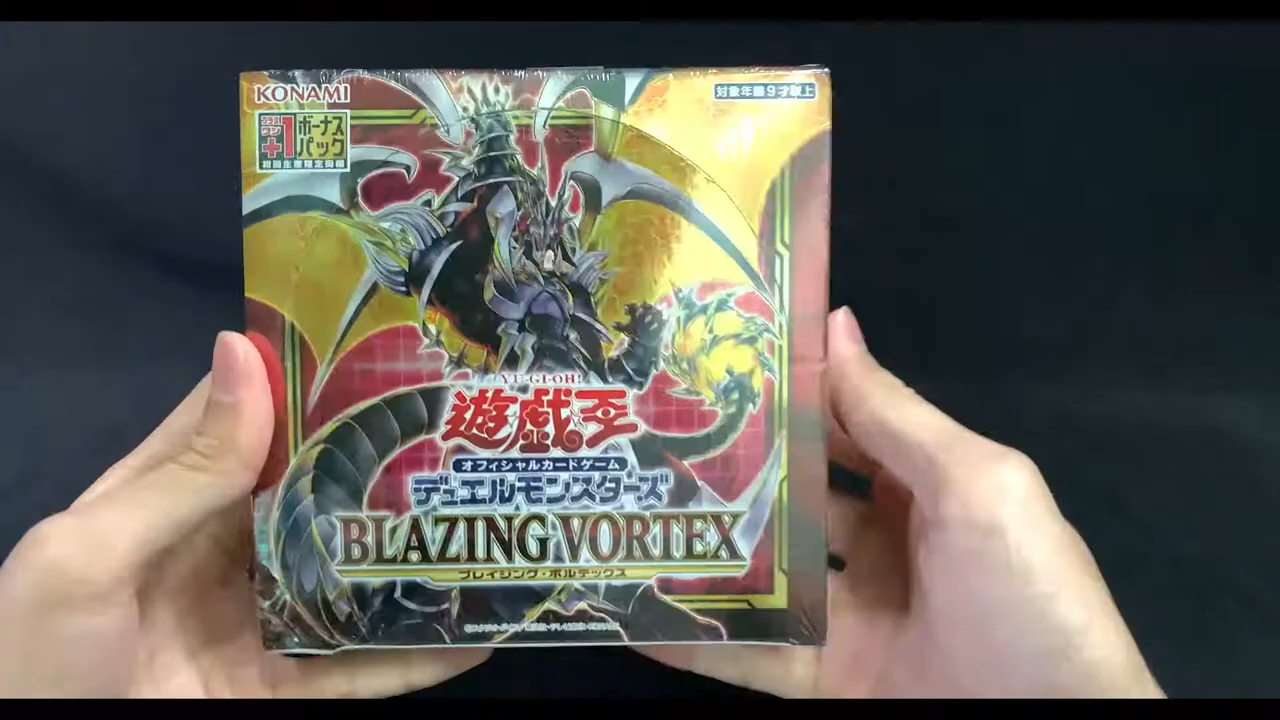 KONAMI
対象年齢9才以上
プラスワン
+1
ボーナスパック
初回生産限定同梱
YU-GI-OH!
遊戯王
オフィシャルカードゲーム
デュエルモンスターズ
BLAZING VORTEX
ブレイジング・ボルテックス